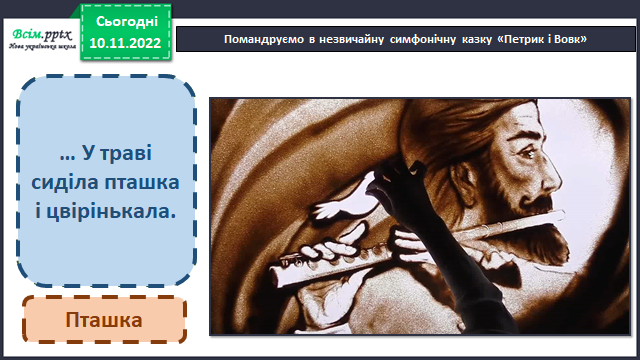 Всім.pptx
Нова українська школа
Сьогодні
10.11.2022
Помандруємо в незвичайну симфонічну казку «Петрик і Вовк»
... У траві
сиділа пташка
і цвірінькала.
Пташка